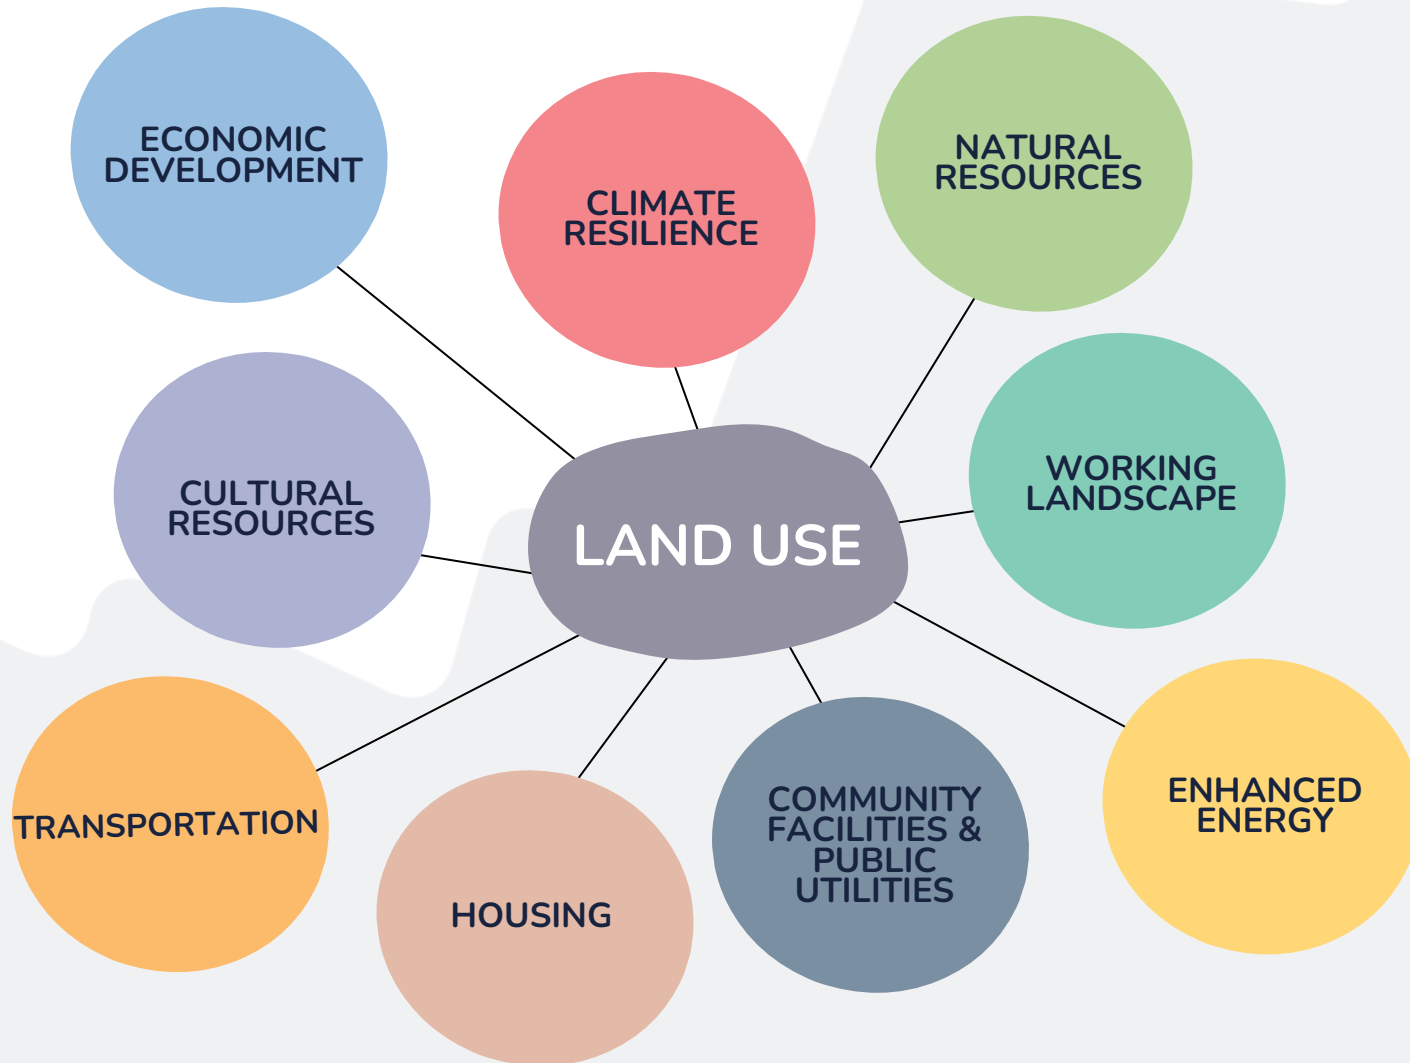 ECONOMIC
DEVELOPMENT
CLIMATE
RESILIENCE
NATURAL
RESOURCES
CULTURAL
RESOURCES
LAND USE
WORKING
LANDSCAPE
TRANSPORTATION
HOUSING
COMMUNITY
FACILITIES &
PUBLIC
UTILITIES
ENHANCED
ENERGY